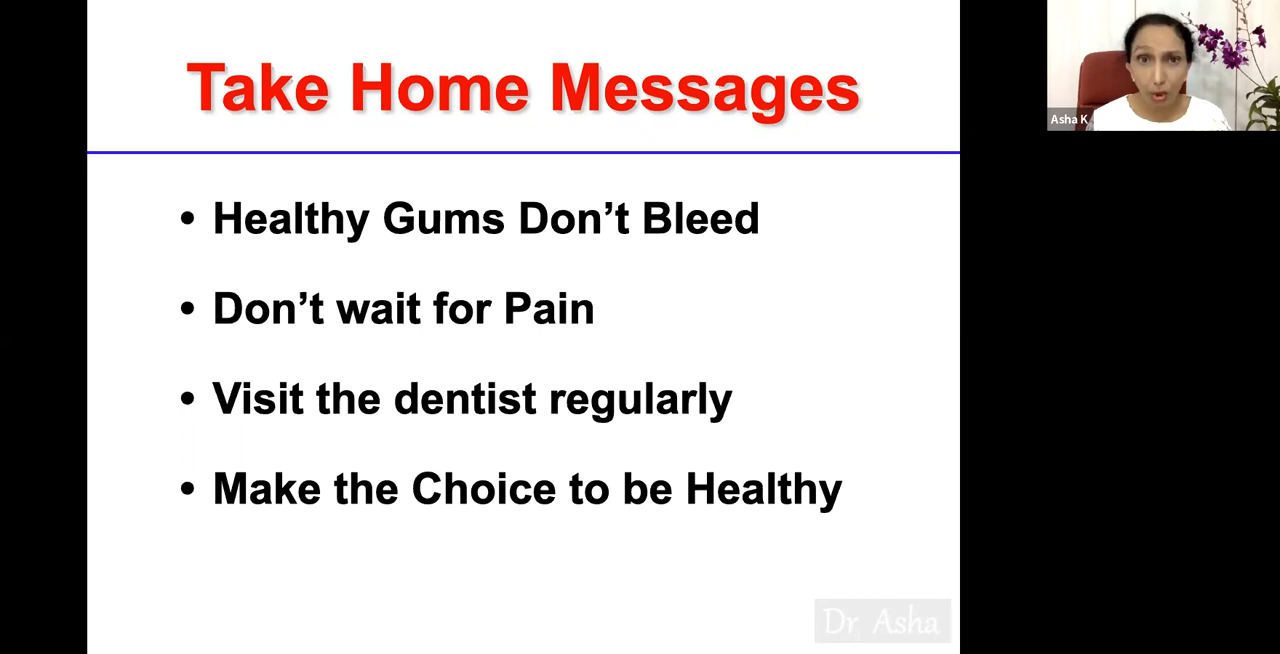 Take Home Messages
• Healthy Gums Don’t Bleed
• Don’t wait for Pain
• Visit the dentist regularly
• Make the Choice to be Healthy
Dr. Asha
Asha K